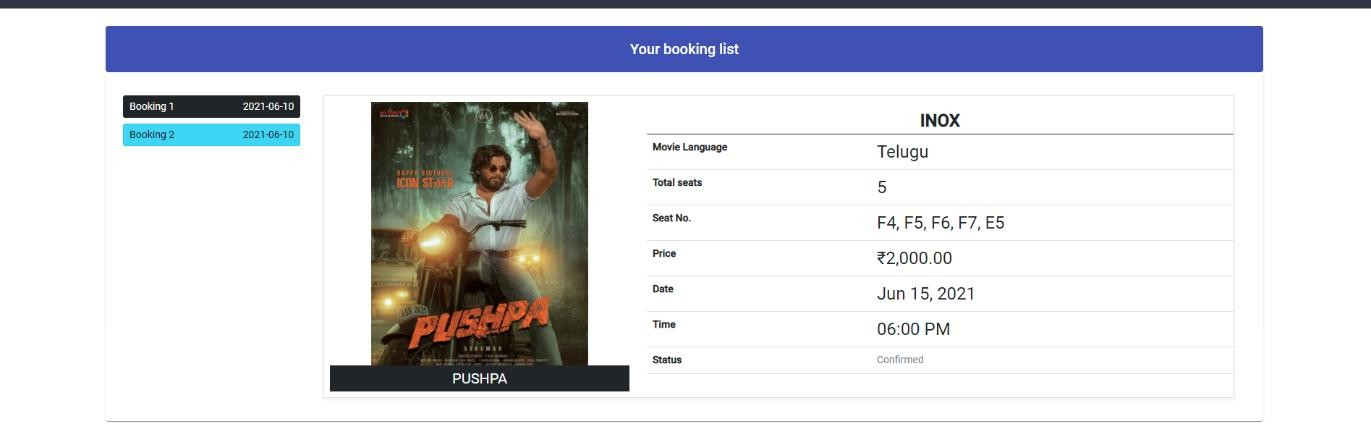 Your booking list
Booking 1 2021-06-10
Booking 2 2021-06-10
HAPPY BIRTHDAY
ICON STAAR
PUSHPA
SUKUMAR
PUSHPA
INOX
Movie Language Telugu
Total seats 5
Seat No. F4, F5, F6, F7, E5
Price ₹2,000.00
Date Jun 15, 2021
Time 06:00 PM
Status Confirmed